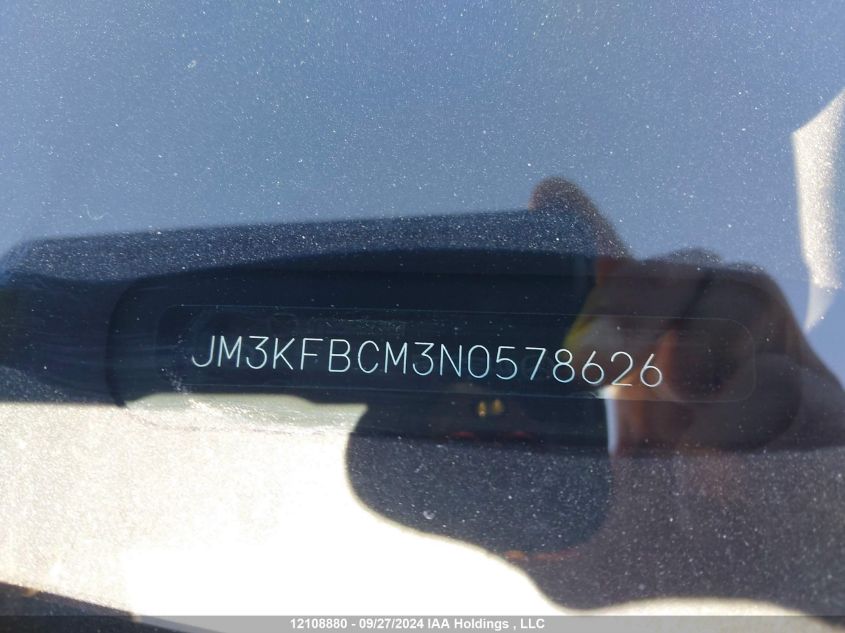 JM3KFBCM3N0578626
12108880 - 09/27/2024 IAA Holdings , LLC